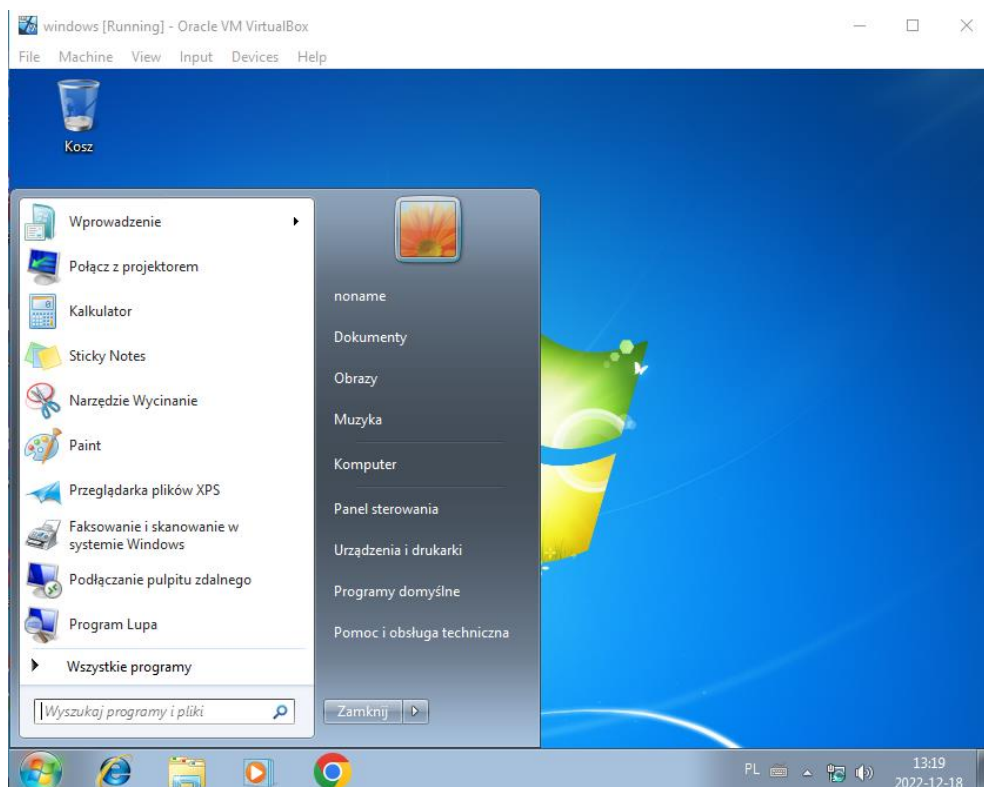 windows [Running] - Oracle VM VirtualBox
File Machine View Input Devices Help
Kosz
Wprowadzenie
Połącz z projektorem
Kalkulator
Sticky Notes
Narzędzie Wycinanie
Paint
Przeglądarka plików XPS
Faksowanie i skanowanie w
systemie Windows
Podłączanie pulpitu zdalnego
Program Lupa
Wszystkie programy
Wyszukaj programy i pliki
noname
Dokumenty
Obrazy
Muzyka
Komputer
Panel sterowania
Urządzenia i drukarki
Programy domyślne
Pomoc i obsługa techniczna
Zamknij
PL
13:19
2022-12-18